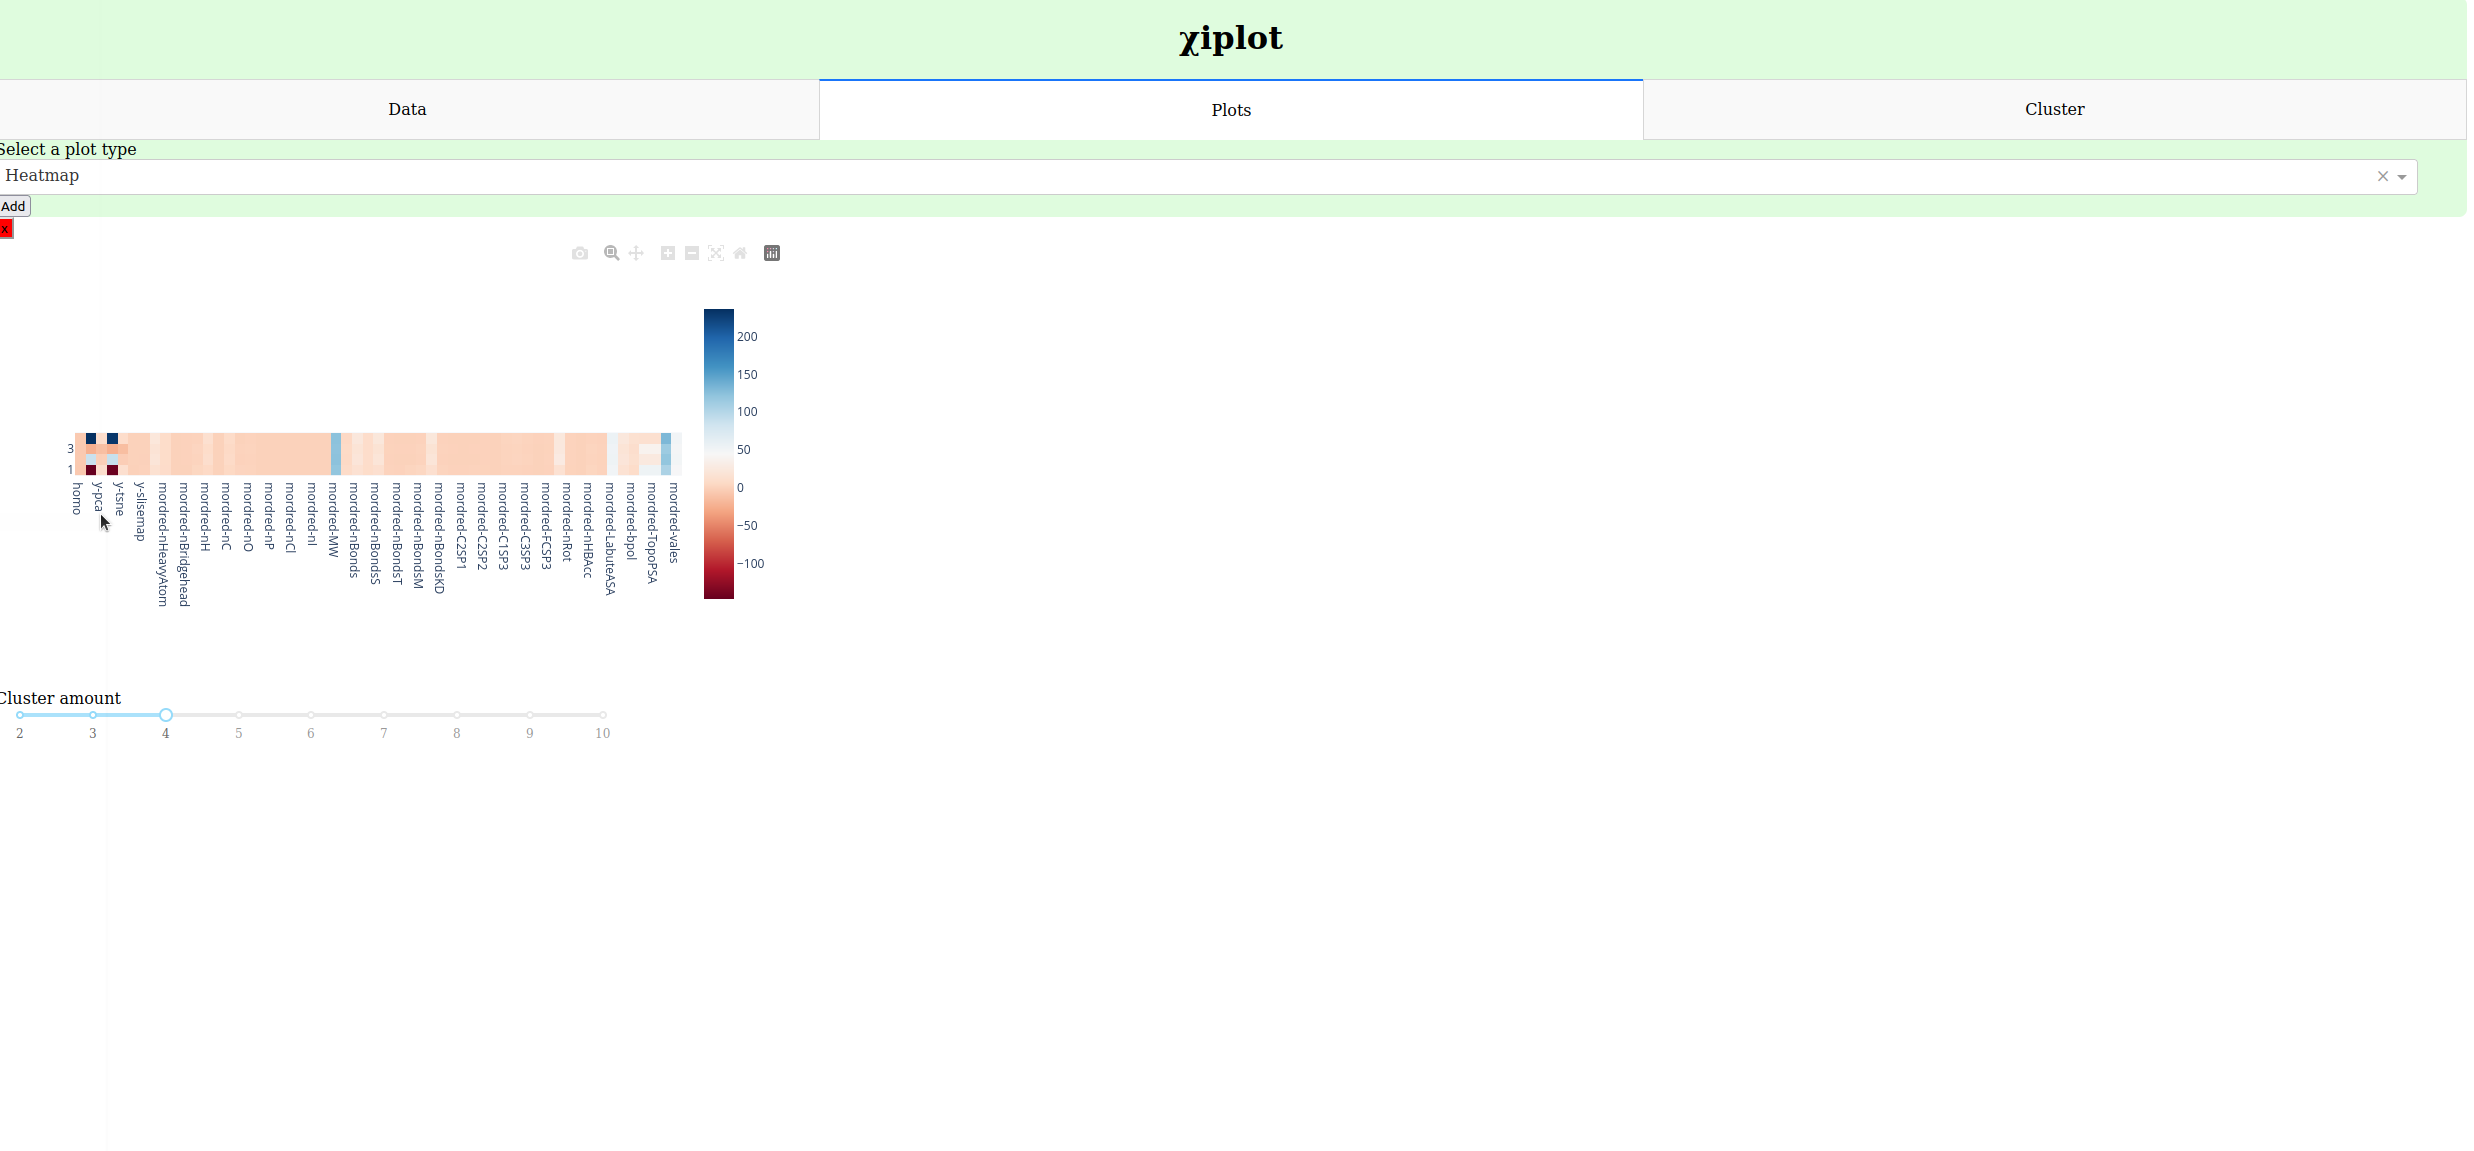 χiplot
Data Plots Cluster
Select a plot type
Heatmap
Add
x
200
150
100
50
0
−50
−100
3
1
homo
y-pca
y-tsne
y-slisemap
mordred-nHeavyAtom
mordred-nBridgehead
mordred-nH
mordred-nC
mordred-nO
mordred-nP
mordred-nCl
mordred-nI
mordred-MW
mordred-nBonds
mordred-nBondsS
mordred-nBondsT
mordred-nBondsM
mordred-nBondsKD
mordred-C2SP1
mordred-C2SP2
mordred-C1SP3
mordred-C3SP3
mordred-FCSP3
mordred-nRot
mordred-nHBAcc
mordred-LabuteASA
mordred-bpol
mordred-TopoPSA
mordred-vales
Cluster amount
2 3 4 5 6 7 8 9 10